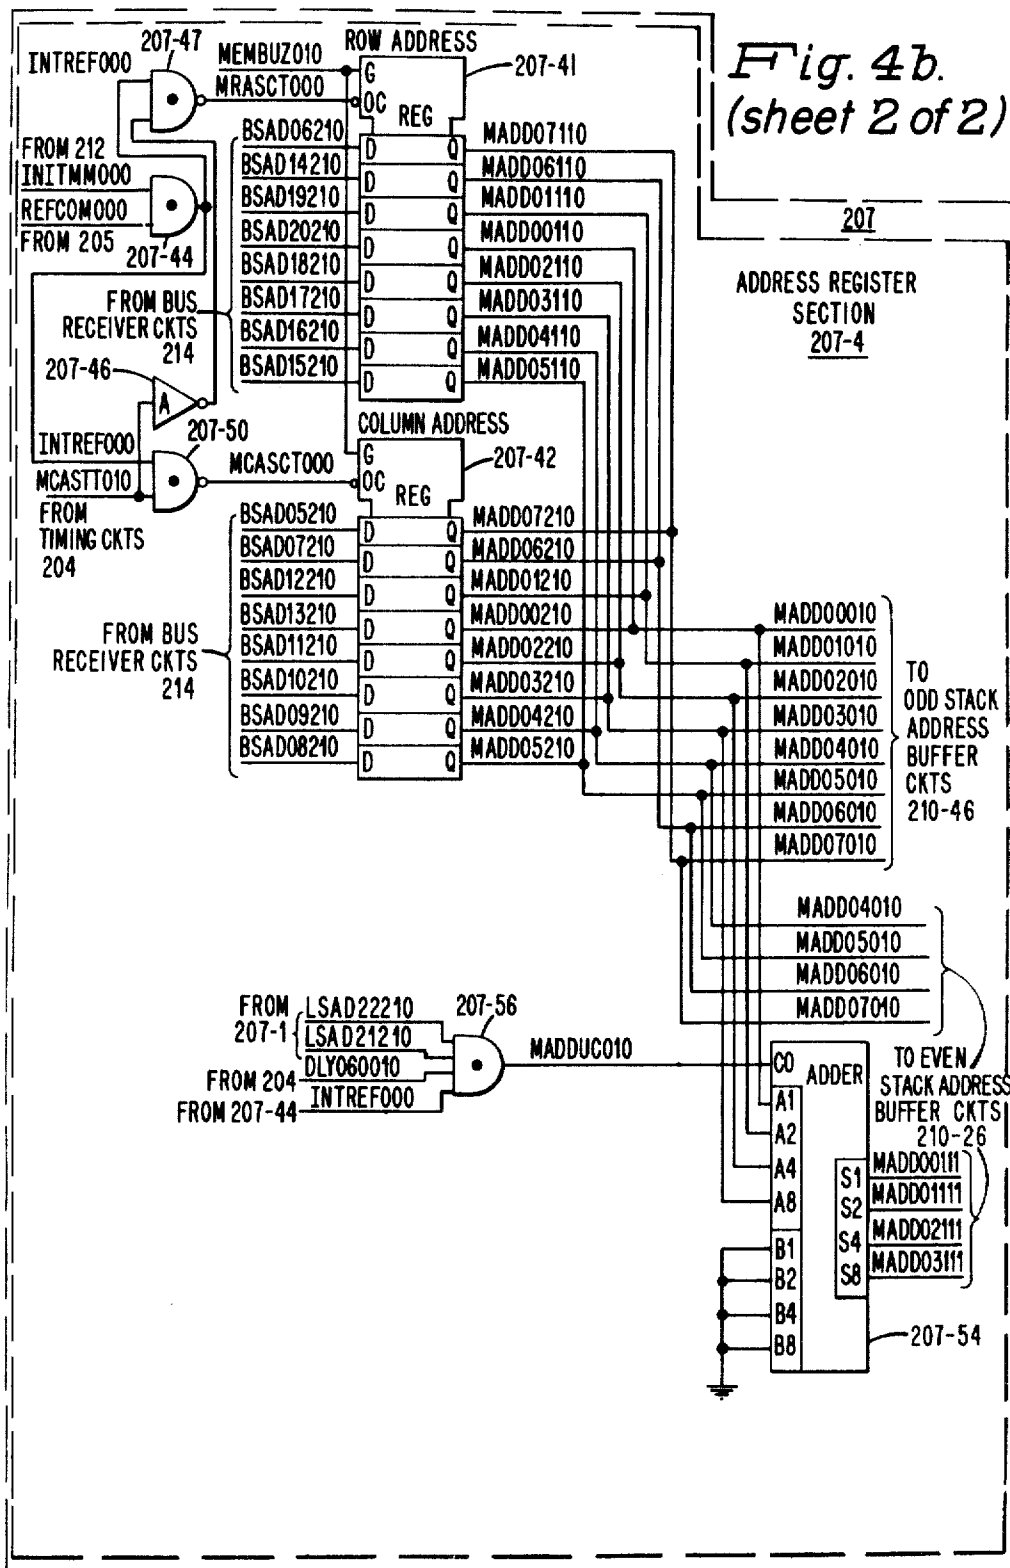 Fig. 4b.
(sheet 2 of 2)
207
ADDRESS REGISTER
SECTION
207-4
207-47
INTREF000
MEMBUZ010
MRASCT000
ROW ADDRESS
207-41
G
OC
REG
FROM 212
INITMM000
REFCOM000
FROM 205
207-44
FROM BUS
RECEIVER CKTS
214
BSAD06210 D Q MADD07110
BSAD14210 D Q MADD06110
BSAD19210 D Q MADD01110
BSAD20210 D Q MADD00110
BSAD18210 D Q MADD02110
BSAD17210 D Q MADD03110
BSAD16210 D Q MADD04110
BSAD15210 D Q MADD05110
207-46
A
207-50
INTREF000
MCASTT010
FROM
TIMING CKTS
204
MCASCT000
COLUMN ADDRESS
207-42
G
OC
REG
FROM BUS
RECEIVER CKTS
214
BSAD05210 D Q MADD07210
BSAD07210 D Q MADD06210
BSAD12210 D Q MADD01210
BSAD13210 D Q MADD00210
BSAD11210 D Q MADD02210
BSAD10210 D Q MADD03210
BSAD09210 D Q MADD04210
BSAD08210 D Q MADD05210
MADD00010
MADD01010
MADD02010
MADD03010
MADD04010
MADD05010
MADD06010
MADD07010
TO
ODD STACK
ADDRESS
BUFFER
CKTS
210-46
MADD04010
MADD05010
MADD06010
MADD07010
TO EVEN
STACK ADDRESS
BUFFER CKTS
210-26
FROM
207-1
LSAD22210
LSAD21210
FROM 204 DLY060010
FROM 207-44 INTREF000
207-56
MADDUC010
C0
ADDER
A1
A2
A4
A8
B1
B2
B4
B8
S1 MADD00111
S2 MADD01111
S4 MADD02111
S8 MADD03111
207-54